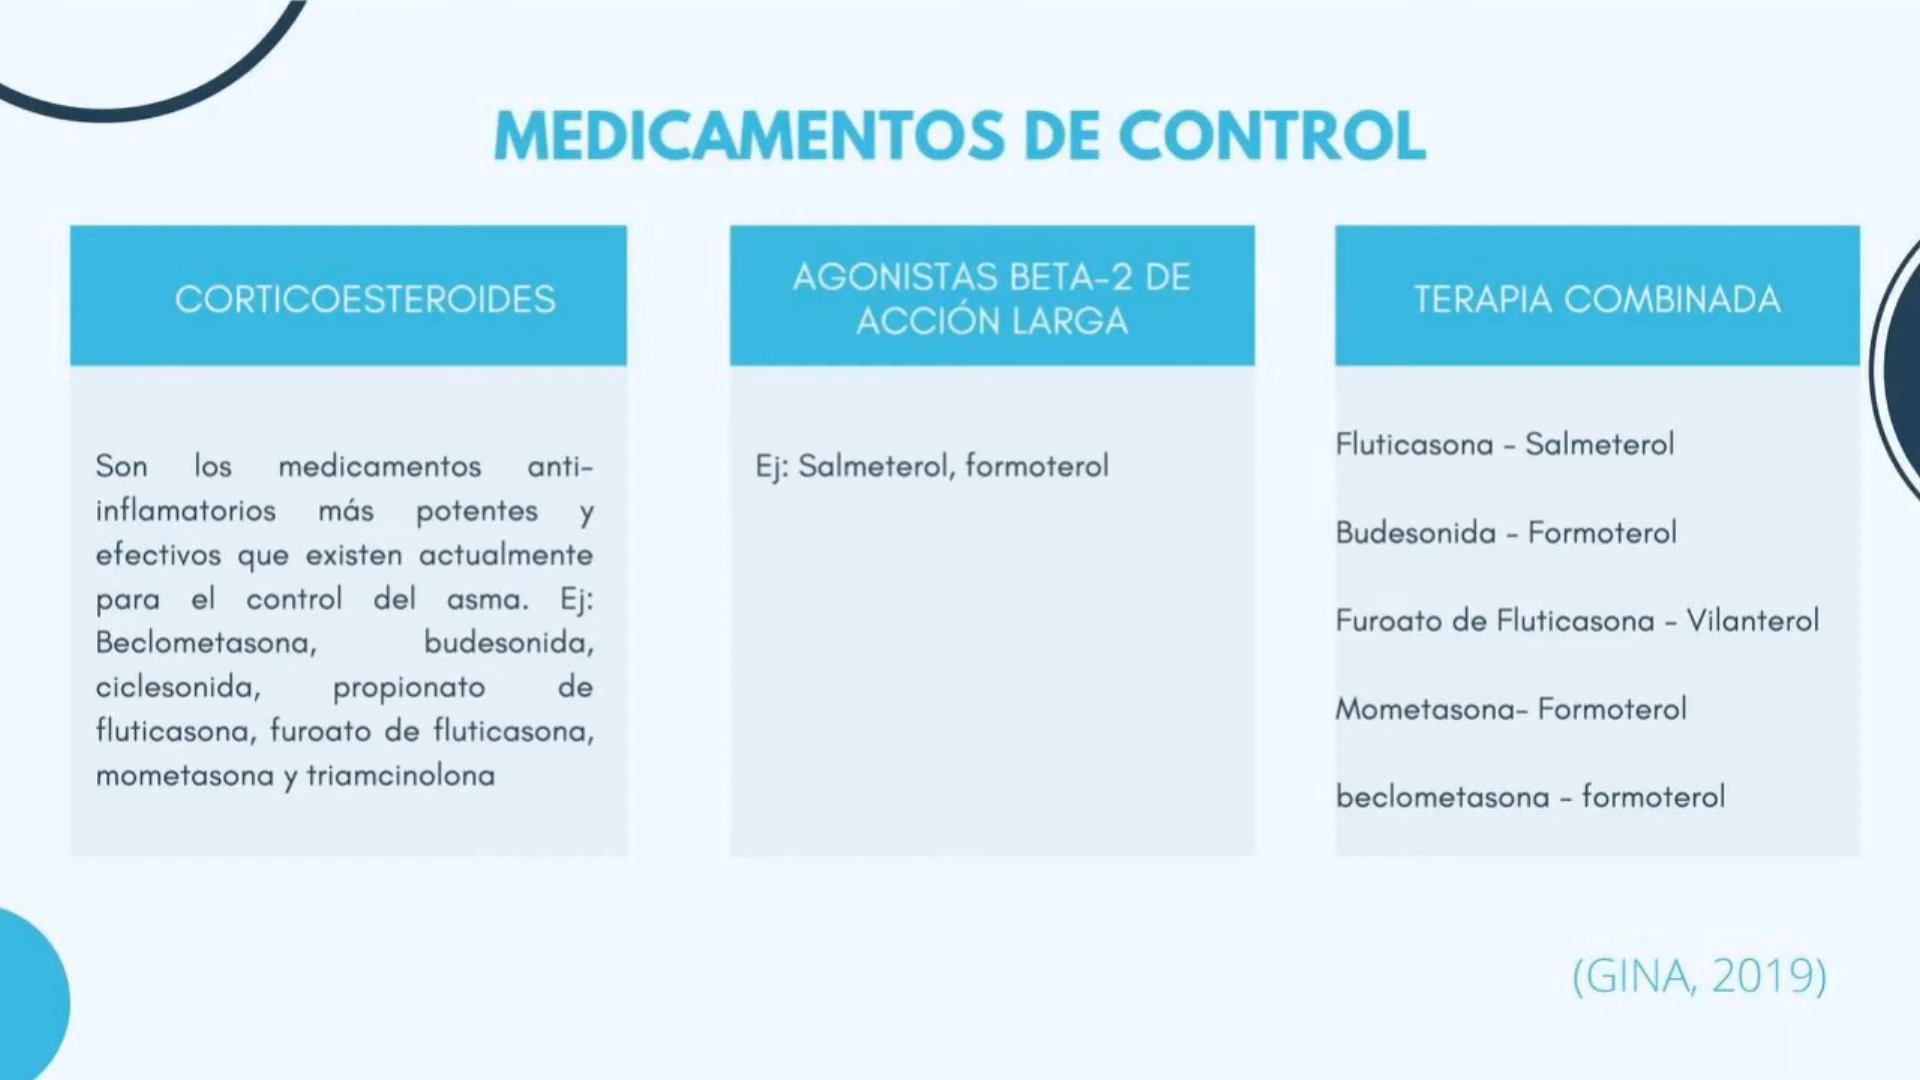 MEDICAMENTOS DE CONTROL
CORTICOESTEROIDES
Son los medicamentos anti-
inflamatorios más potentes y
efectivos que existen actualmente
para el control del asma. Ej:
Beclometasona, budesonida,
ciclesonida, propionato de
fluticasona, furoato de fluticasona,
mometasona y triamcinolona
AGONISTAS BETA-2 DE
ACCIÓN LARGA
Ej: Salmeterol, formoterol
TERAPIA COMBINADA
Fluticasona - Salmeterol
Budesonida - Formoterol
Furoato de Fluticasona - Vilanterol
Mometasona- Formoterol
beclometasona - formoterol
(GINA, 2019)